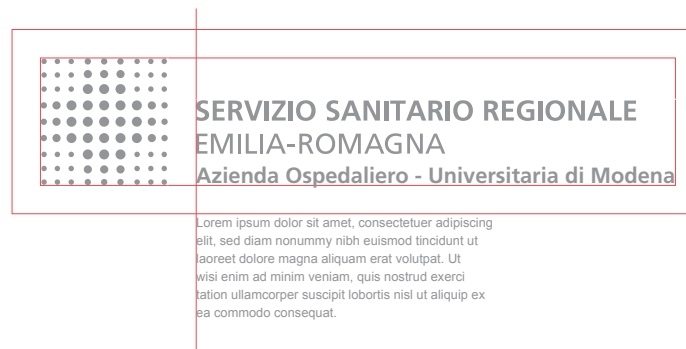 SERVIZIO SANITARIO REGIONALE
EMILIA-ROMAGNA
Azienda Ospedaliero - Universitaria di Modena
Lorem ipsum dolor sit amet, consectetuer adipiscing
elit, sed diam nonummy nibh euismod tincidunt ut
laoreet dolore magna aliquam erat volutpat. Ut
wisi enim ad minim veniam, quis nostrud exerci
tation ullamcorper suscipit lobortis nisl ut aliquip ex
ea commodo consequat.